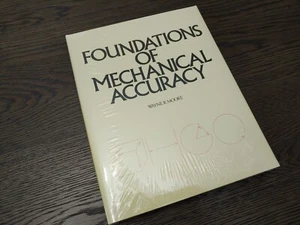 FOUNDATIONS
OF
MECHANICAL
ACCURACY
WAYNE R. MOORE